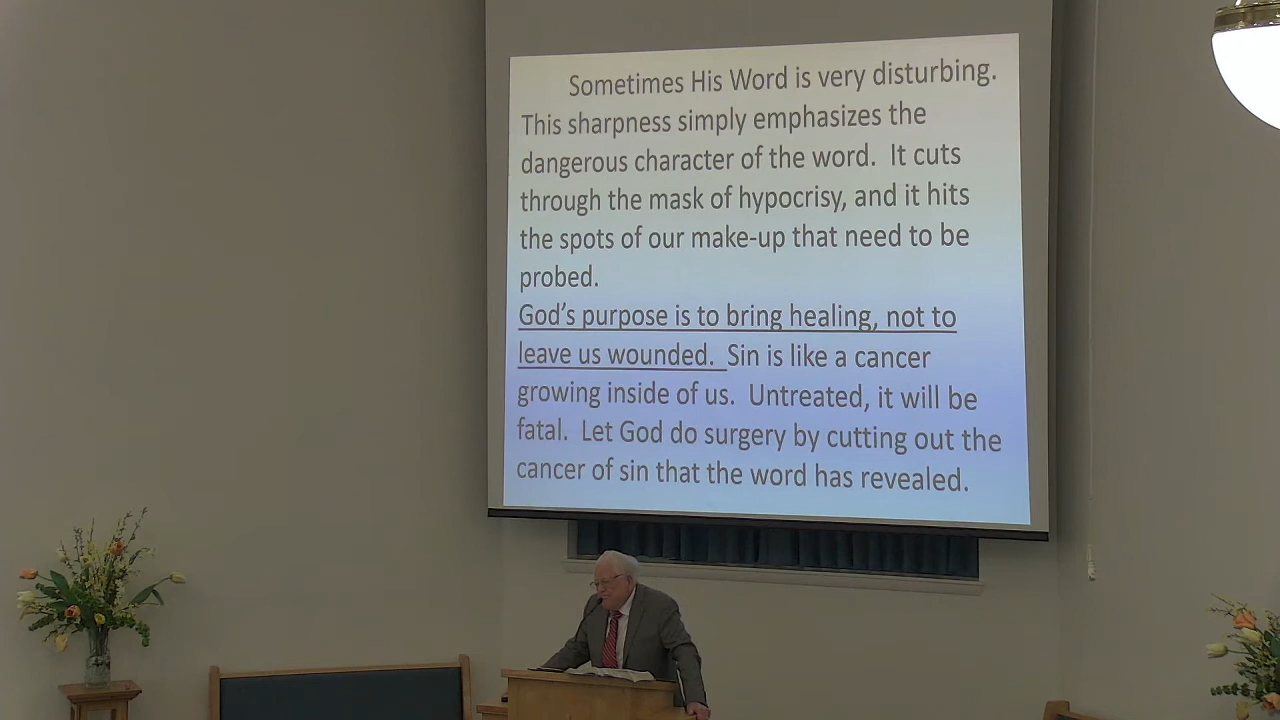 Sometimes His Word is very disturbing.
This sharpness simply emphasizes the
dangerous character of the word.  It cuts
through the mask of hypocrisy, and it hits
the spots of our make-up that need to be
probed.
God’s purpose is to bring healing, not to
leave us wounded.  Sin is like a cancer
growing inside of us.  Untreated, it will be
fatal.  Let God do surgery by cutting out the
cancer of sin that the word has revealed.